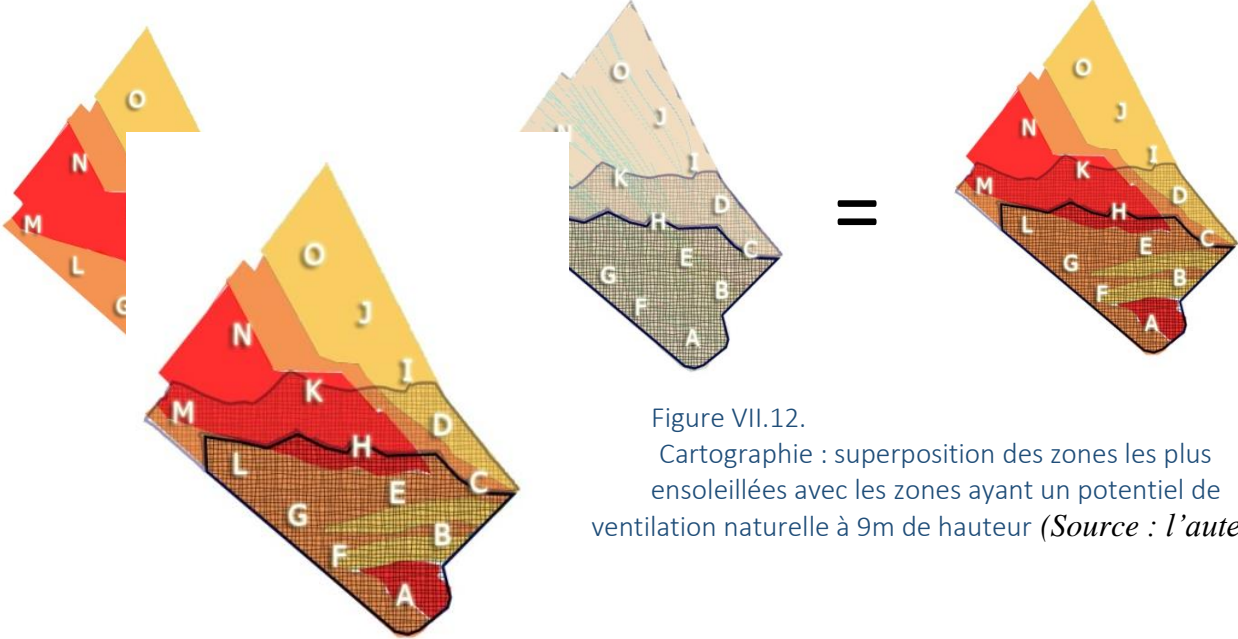 O
N
M
L
G
O
J
N
I
K
M
D
H
L
C
E
G
B
F
A
O
J
I
K
D
H
C
E
G
B
F
A
=
O
J
N
I
K
M
D
H
L
C
E
G
B
F
A
Figure VII.12.
Cartographie : superposition des zones les plus
ensoleillées avec les zones ayant un potentiel de
ventilation naturelle à 9m de hauteur (Source : l’aute